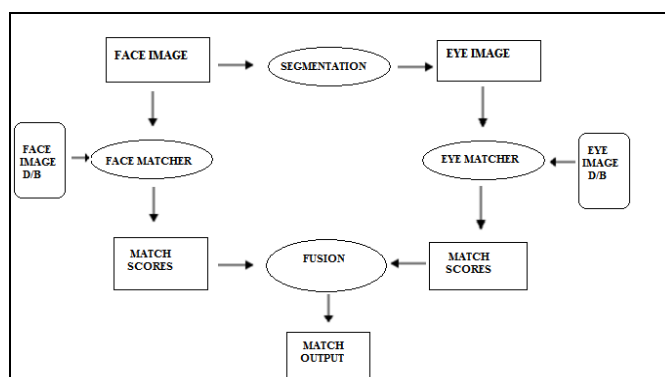 FACE IMAGE
SEGMENTATION
EYE IMAGE
FACE
IMAGE
D/B
FACE MATCHER
EYE MATCHER
EYE
IMAGE
D/B
MATCH
SCORES
FUSION
MATCH
SCORES
MATCH
OUTPUT